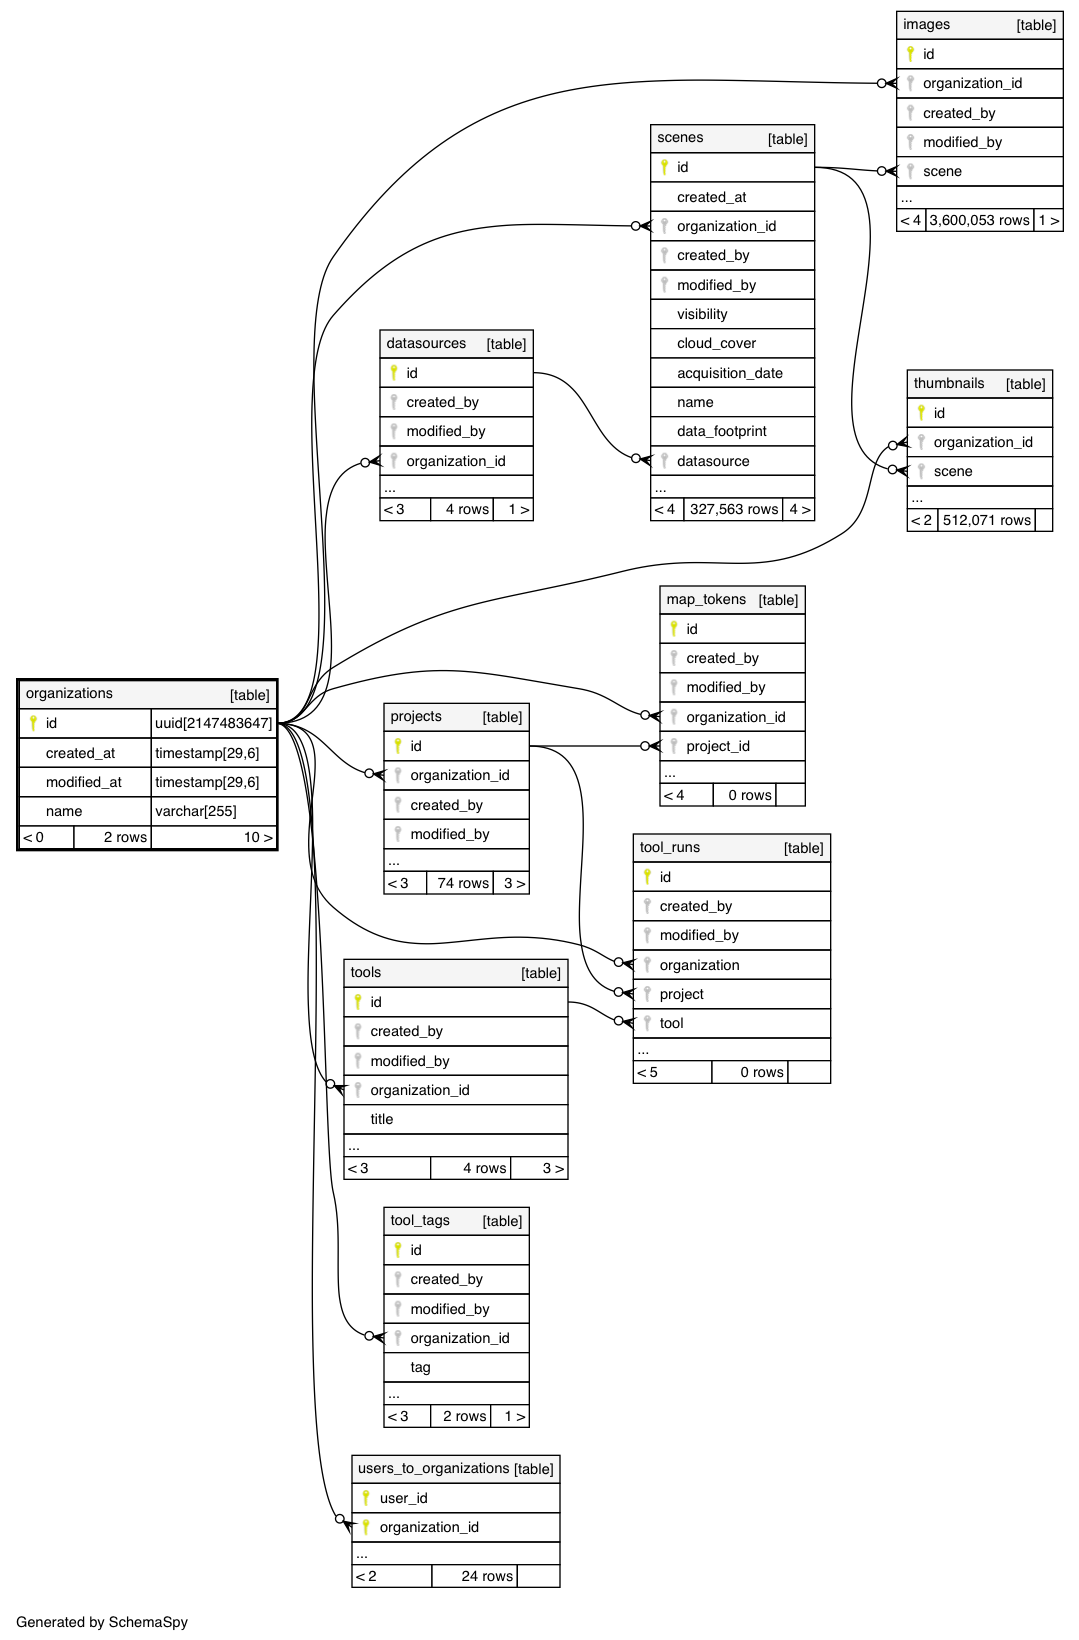 images [table]
id
organization_id
created_by
modified_by
scene
...
< 4 3,600,053 rows 1 >
scenes [table]
id
created_at
organization_id
created_by
modified_by
visibility
cloud_cover
acquisition_date
name
data_footprint
datasource
...
< 4 327,563 rows 4 >
datasources [table]
id
created_by
modified_by
organization_id
...
< 3 4 rows 1 >
thumbnails [table]
id
organization_id
scene
...
< 2 512,071 rows
map_tokens [table]
id
created_by
modified_by
organization_id
project_id
...
< 4 0 rows
organizations [table]
id uuid[2147483647]
created_at timestamp[29,6]
modified_at timestamp[29,6]
name varchar[255]
< 0 2 rows 10 >
projects [table]
id
organization_id
created_by
modified_by
...
< 3 74 rows 3 >
tool_runs [table]
id
created_by
modified_by
organization
project
tool
...
< 5 0 rows
tools [table]
id
created_by
modified_by
organization_id
title
...
< 3 4 rows 3 >
tool_tags [table]
id
created_by
modified_by
organization_id
tag
...
< 3 2 rows 1 >
users_to_organizations [table]
user_id
organization_id
...
< 2 24 rows
Generated by SchemaSpy